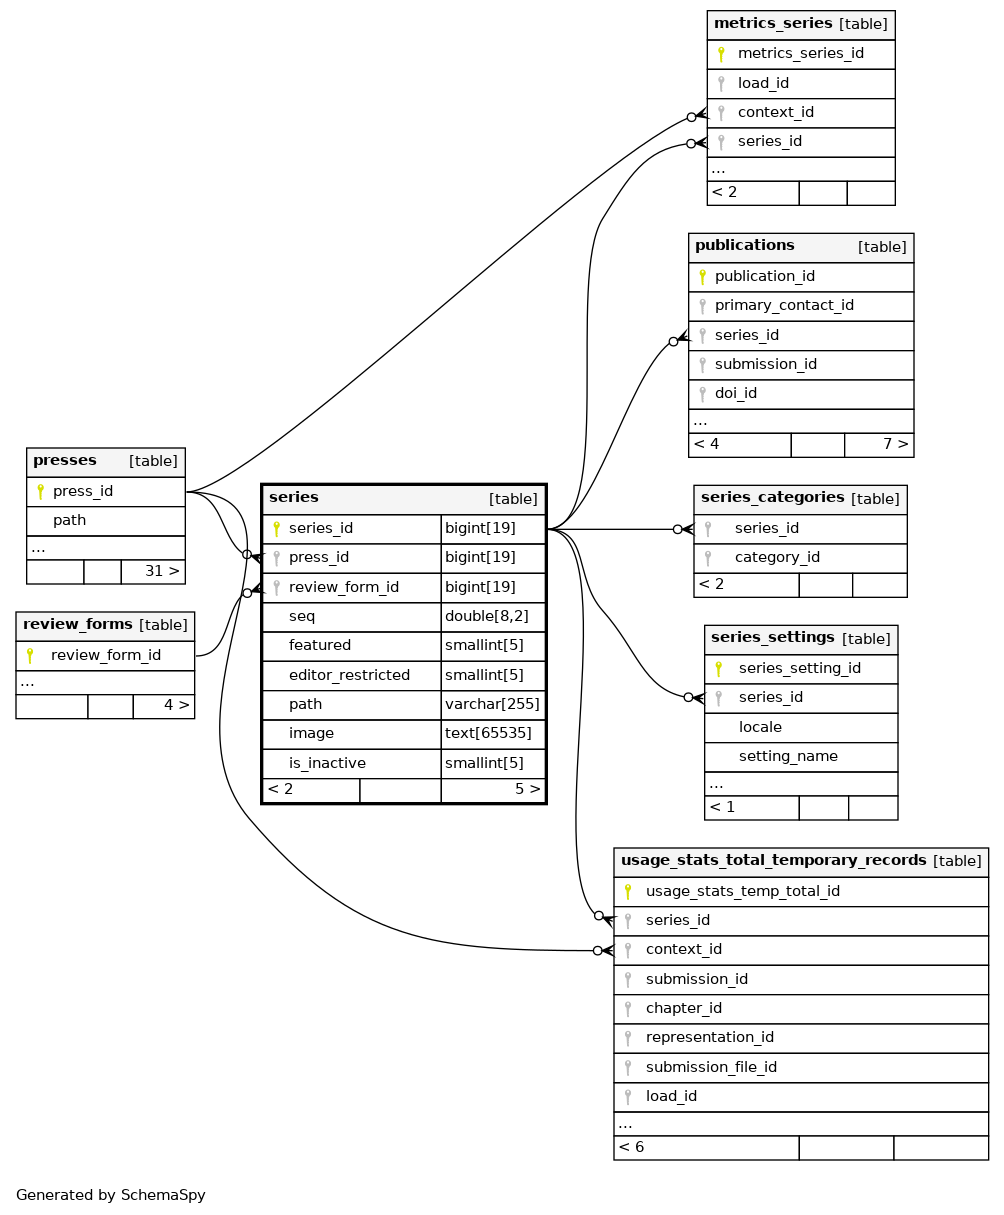 metrics_series [table]
metrics_series_id
load_id
context_id
series_id
...
< 2
publications [table]
publication_id
primary_contact_id
series_id
submission_id
doi_id
...
< 4 7 >
presses [table]
press_id
path
...
31 >
series [table]
series_id bigint[19]
press_id bigint[19]
review_form_id bigint[19]
seq double[8,2]
featured smallint[5]
editor_restricted smallint[5]
path varchar[255]
image text[65535]
is_inactive smallint[5]
< 2 5 >
series_categories [table]
series_id
category_id
< 2
review_forms [table]
review_form_id
...
4 >
series_settings [table]
series_setting_id
series_id
locale
setting_name
...
< 1
usage_stats_total_temporary_records [table]
usage_stats_temp_total_id
series_id
context_id
submission_id
chapter_id
representation_id
submission_file_id
load_id
...
< 6
Generated by SchemaSpy